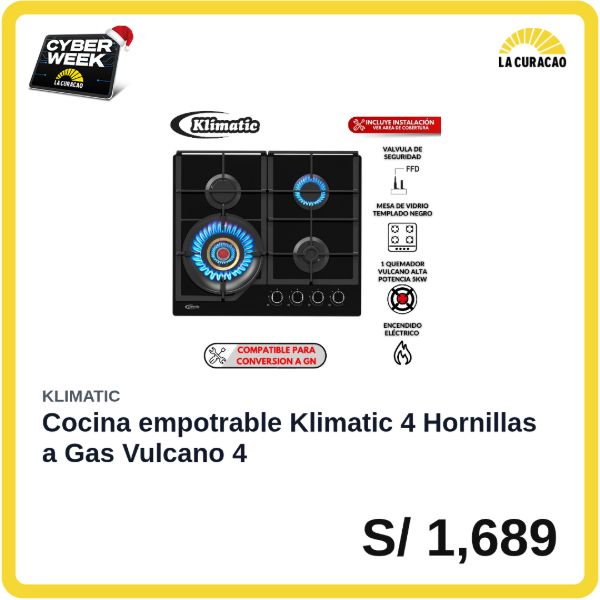 CYBER
WEEK
LA CURACAO
LA CURACAO
Klimatic
INCLUYE INSTALACIÓN
VER AREA DE COBERTURA
VALVULA DE
SEGURIDAD
FFD
MESA DE VIDRIO
TEMPLADO NEGRO
1 QUEMADOR
VULCANO ALTA
POTENCIA 5KW
ENCENDIDO
ELÉCTRICO
Klimatic
COMPATIBLE PARA
CONVERSION A GN
KLIMATIC
Cocina empotrable Klimatic 4 Hornillas
a Gas Vulcano 4
S/ 1,689